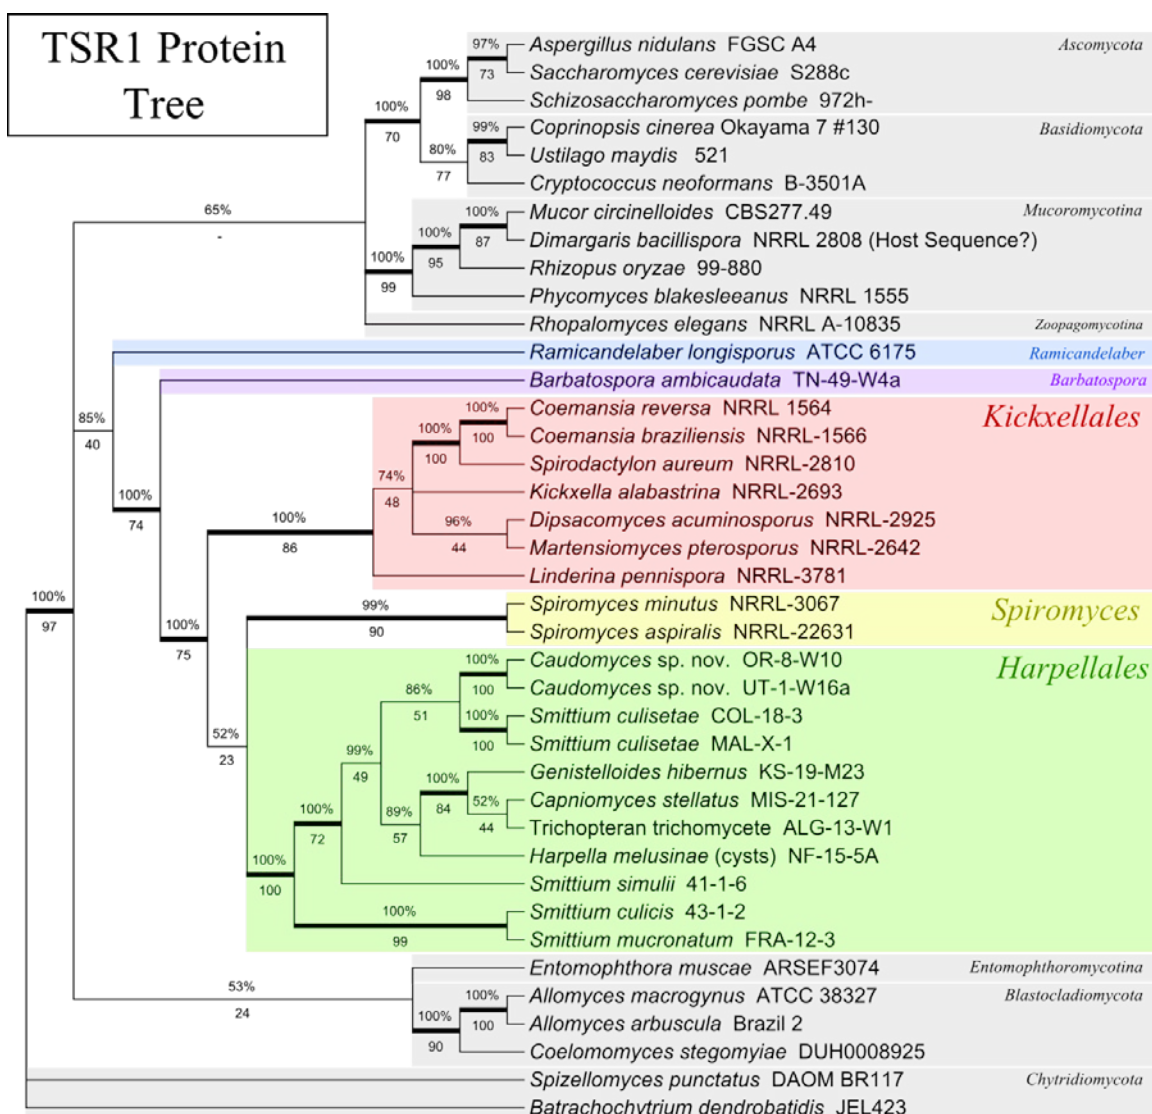 TSR1 Protein
Tree
97%
73
Aspergillus nidulans FGSC A4
Ascomycota
Saccharomyces cerevisiae S288c
100%
98
Schizosaccharomyces pombe 972h-
100%
70
99%
83
Coprinopsis cinerea Okayama 7 #130
Basidiomycota
Ustilago maydis 521
80%
77
Cryptococcus neoformans B-3501A
65%
-
100%
87
Mucor circinelloides CBS277.49
Mucoromycotina
Dimargaris bacillispora NRRL 2808 (Host Sequence?)
100%
95
Rhizopus oryzae 99-880
100%
99
Phycomyces blakesleeanus NRRL 1555
Rhopalomyces elegans NRRL A-10835
Zoopagomycotina
Ramicandelaber longisporus ATCC 6175
Ramicandelaber
Barbatospora ambicaudata TN-49-W4a
Barbatospora
85%
40
100%
74
100%
100
Coemansia reversa NRRL 1564
Kickxellales
Coemansia braziliensis NRRL-1566
100%
100
Spirodactylon aureum NRRL-2810
74%
48
Kickxella alabastrina NRRL-2693
100%
86
96%
44
Dipsacomyces acuminosporus NRRL-2925
Martensiomyces pterosporus NRRL-2642
Linderina pennispora NRRL-3781
100%
97
100%
75
99%
90
Spiromyces minutus NRRL-3067
Spiromyces
Spiromyces aspiralis NRRL-22631
52%
23
100%
100
Caudomyces sp. nov. OR-8-W10
Harpellales
Caudomyces sp. nov. UT-1-W16a
86%
51
100%
100
Smittium culisetae COL-18-3
Smittium culisetae MAL-X-1
99%
49
100%
84
Genistelloides hibernus KS-19-M23
52%
44
Capniomyces stellatus MIS-21-127
Trichopteran trichomycete ALG-13-W1
89%
57
Harpella melusinae (cysts) NF-15-5A
100%
72
Smittium simulii 41-1-6
100%
100
100%
99
Smittium culicis 43-1-2
Smittium mucronatum FRA-12-3
53%
24
Entomophthora muscae ARSEF3074
Entomophthoromycotina
100%
100
Allomyces macrogynus ATCC 38327
Blastocladiomycota
Allomyces arbuscula Brazil 2
100%
90
Coelomomyces stegomyiae DUH0008925
Spizellomyces punctatus DAOM BR117
Chytridiomycota
Batrachochytrium dendrobatidis JEL423